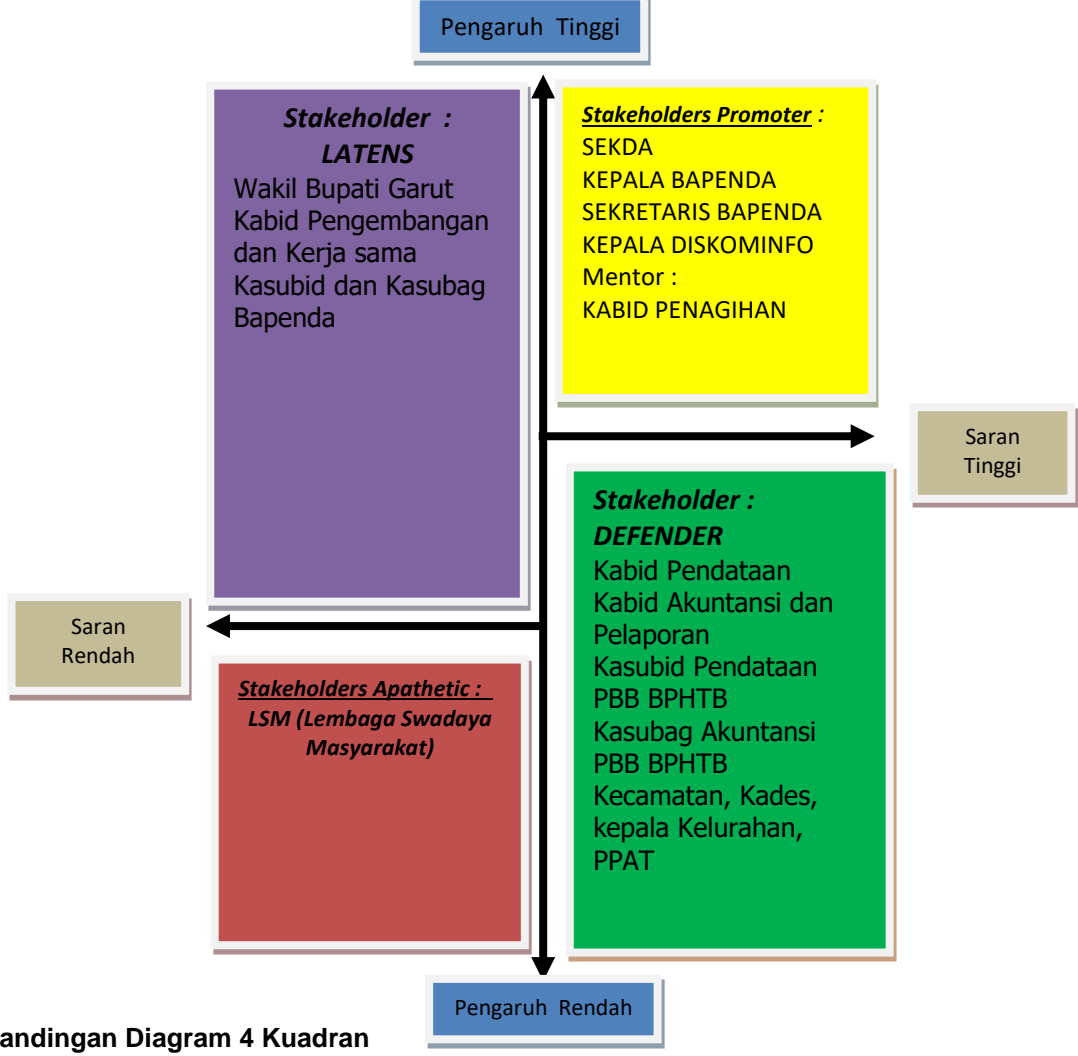 Pengaruh Tinggi
Stakeholder :
LATENS
Wakil Bupati Garut
Kabid Pengembangan
dan Kerja sama
Kasubid dan Kasubag
Bapenda
Stakeholders Promoter :
SEKDA
KEPALA BAPENDA
SEKRETARIS BAPENDA
KEPALA DISKOMINFO
Mentor :
KABID PENAGIHAN
Saran
Tinggi
Stakeholder :
DEFENDER
Kabid Pendataan
Kabid Akuntansi dan
Pelaporan
Kasubid Pendataan
PBB BPHTB
Kasubag Akuntansi
PBB BPHTB
Kecamatan, Kades,
kepala Kelurahan,
PPAT
Saran
Rendah
Stakeholders Apathetic :
LSM (Lembaga Swadaya
Masyarakat)
Pengaruh Rendah
andingan Diagram 4 Kuadran